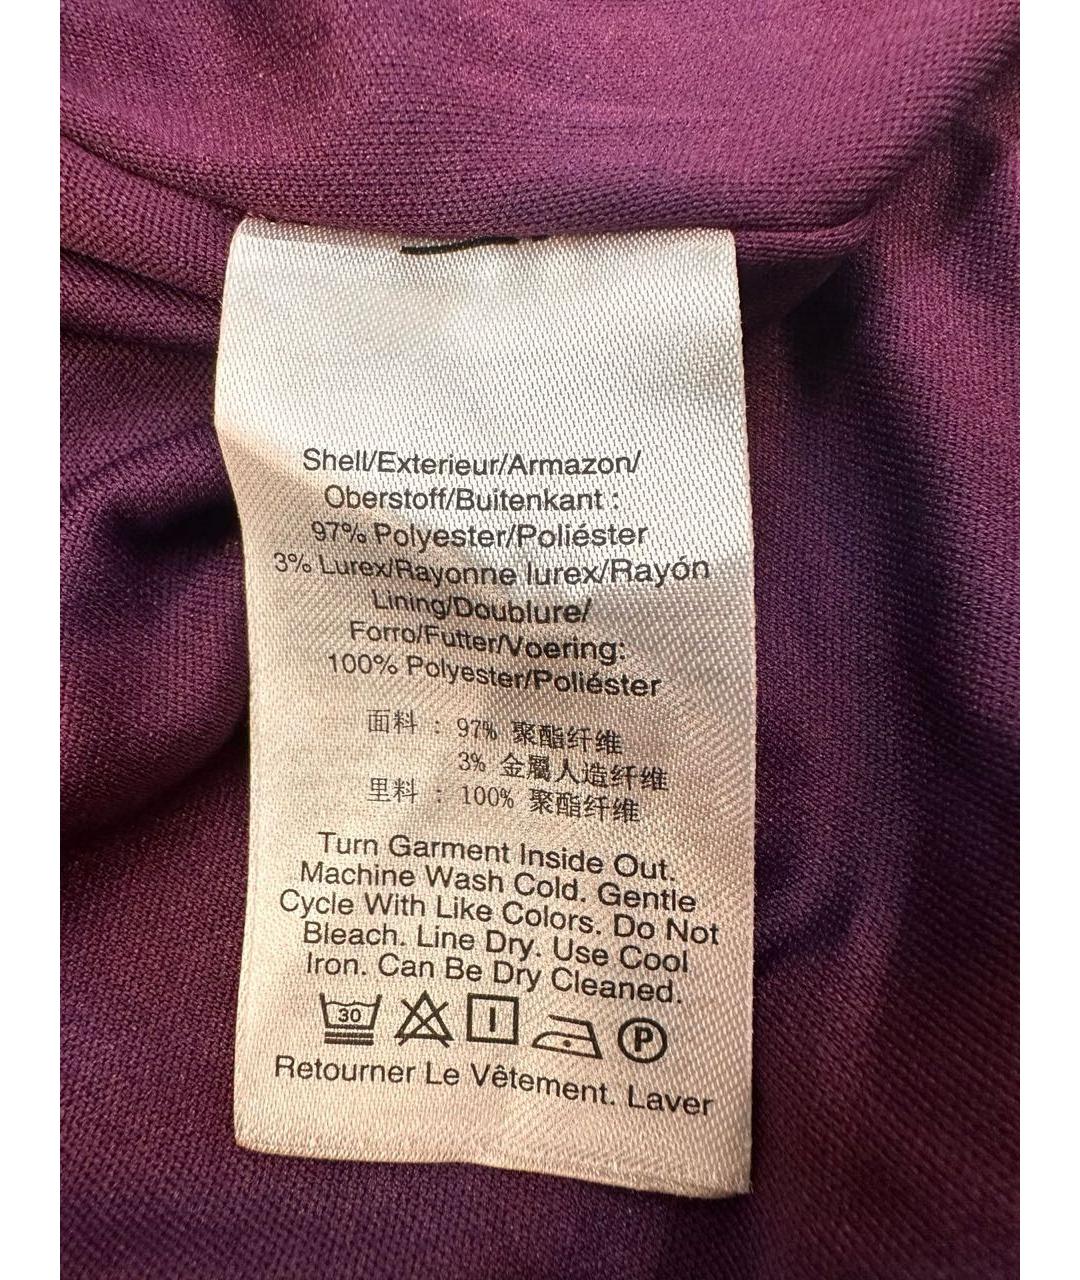 Shell/Exterieur/Armazon/
Oberstoff/Buitenkant :
97% Polyester/Poliéster
3% Lurex/Rayonne lurex/Rayón
Lining/Doublure/
Forro/Futter/Voering:
100% Polyester/Poliéster
面料 : 97% 聚酯纤维
3% 金屬人造纤维
里料 : 100% 聚酯纤维
Turn Garment Inside Out.
Machine Wash Cold. Gentle
Cycle With Like Colors. Do Not
Bleach. Line Dry. Use Cool
Iron. Can Be Dry Cleaned.
30 P
Retourner Le Vêtement. Laver